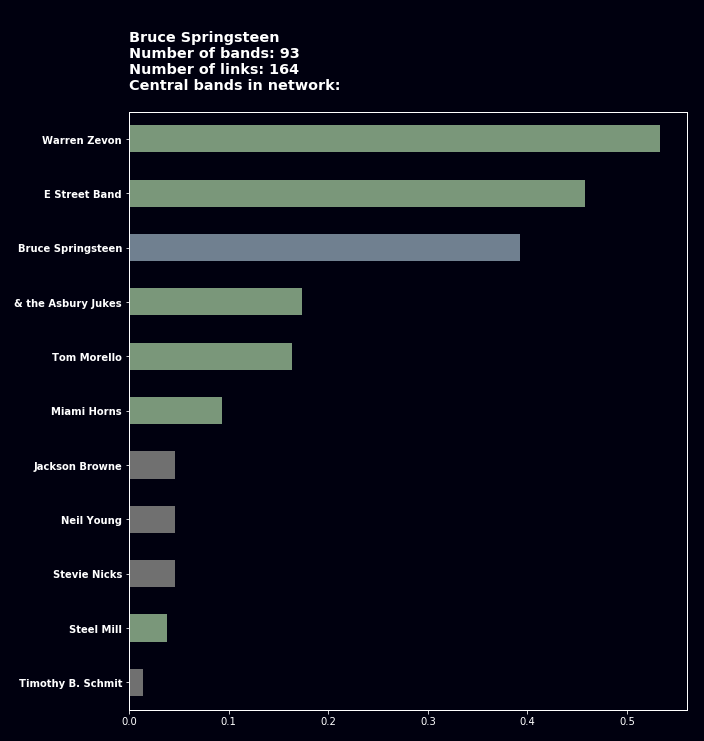 Bruce Springsteen
Number of bands: 93
Number of links: 164
Central bands in network:
Warren Zevon
E Street Band
Bruce Springsteen
& the Asbury Jukes
Tom Morello
Miami Horns
Jackson Browne
Neil Young
Stevie Nicks
Steel Mill
Timothy B. Schmit
0.0 0.1 0.2 0.3 0.4 0.5